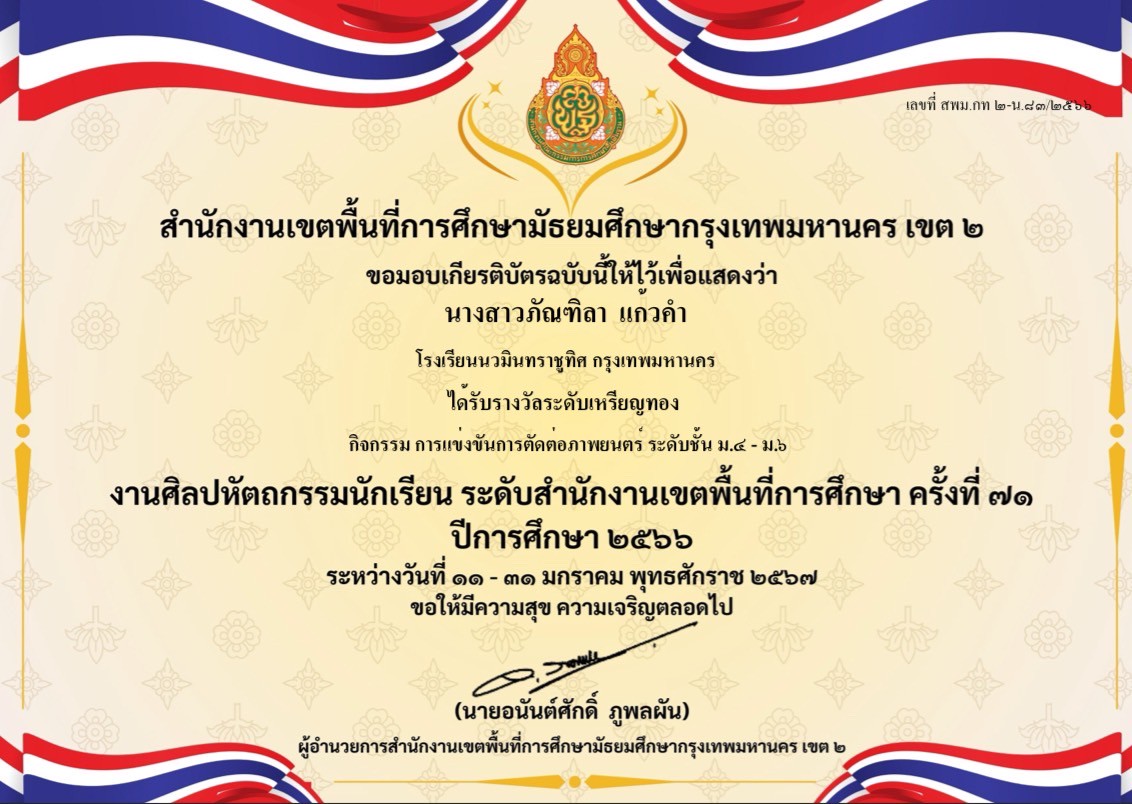 เลขที่ สพม.กท ๒-น.๘๓/๒๕๖๖
สำนักงานเขตพื้นที่การศึกษามัธยมศึกษากรุงเทพมหานคร เขต ๒
ขอมอบเกียรติบัตรฉบับนี้ให้ไว้เพื่อแสดงว่า
นางสาวภัณฑิลา แก้วคำ
โรงเรียนนวมินทราชูทิศ กรุงเทพมหานคร
ได้รับรางวัลระดับเหรียญทอง
กิจกรรม การแข่งขันการตัดต่อภาพยนตร์ ระดับชั้น ม.๔ - ม.๖
งานศิลปหัตถกรรมนักเรียน ระดับสำนักงานเขตพื้นที่การศึกษา ครั้งที่ ๗๑
ปีการศึกษา ๒๕๖๖
ระหว่างวันที่ ๑๑ - ๓๑ มกราคม พุทธศักราช ๒๕๖๗
ขอให้มีความสุข ความเจริญตลอดไป
(นายอนันต์ศักดิ์ ภูพลผัน)
ผู้อำนวยการสำนักงานเขตพื้นที่การศึกษามัธยมศึกษากรุงเทพมหานคร เขต ๒